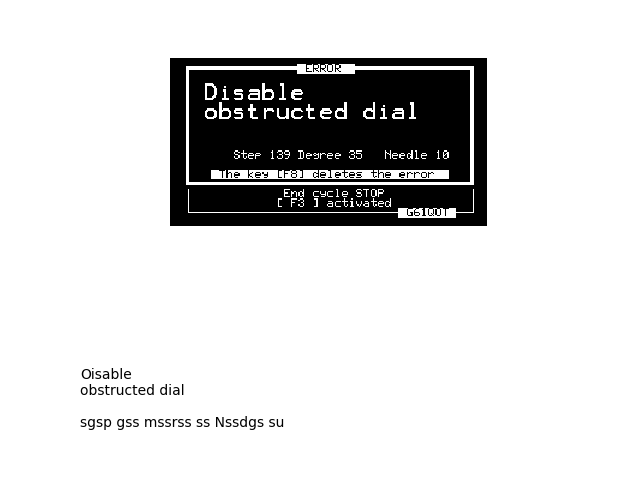 ERROR
Disable
obstructed dial
Step 139 Degree 35 Needle 10
The key [F8] deletes the error
End cycle STOP
[ F3 ] activated
G61Q0T
Oisable
obstructed dial
sgsp gss mssrss ss Nssdgs su